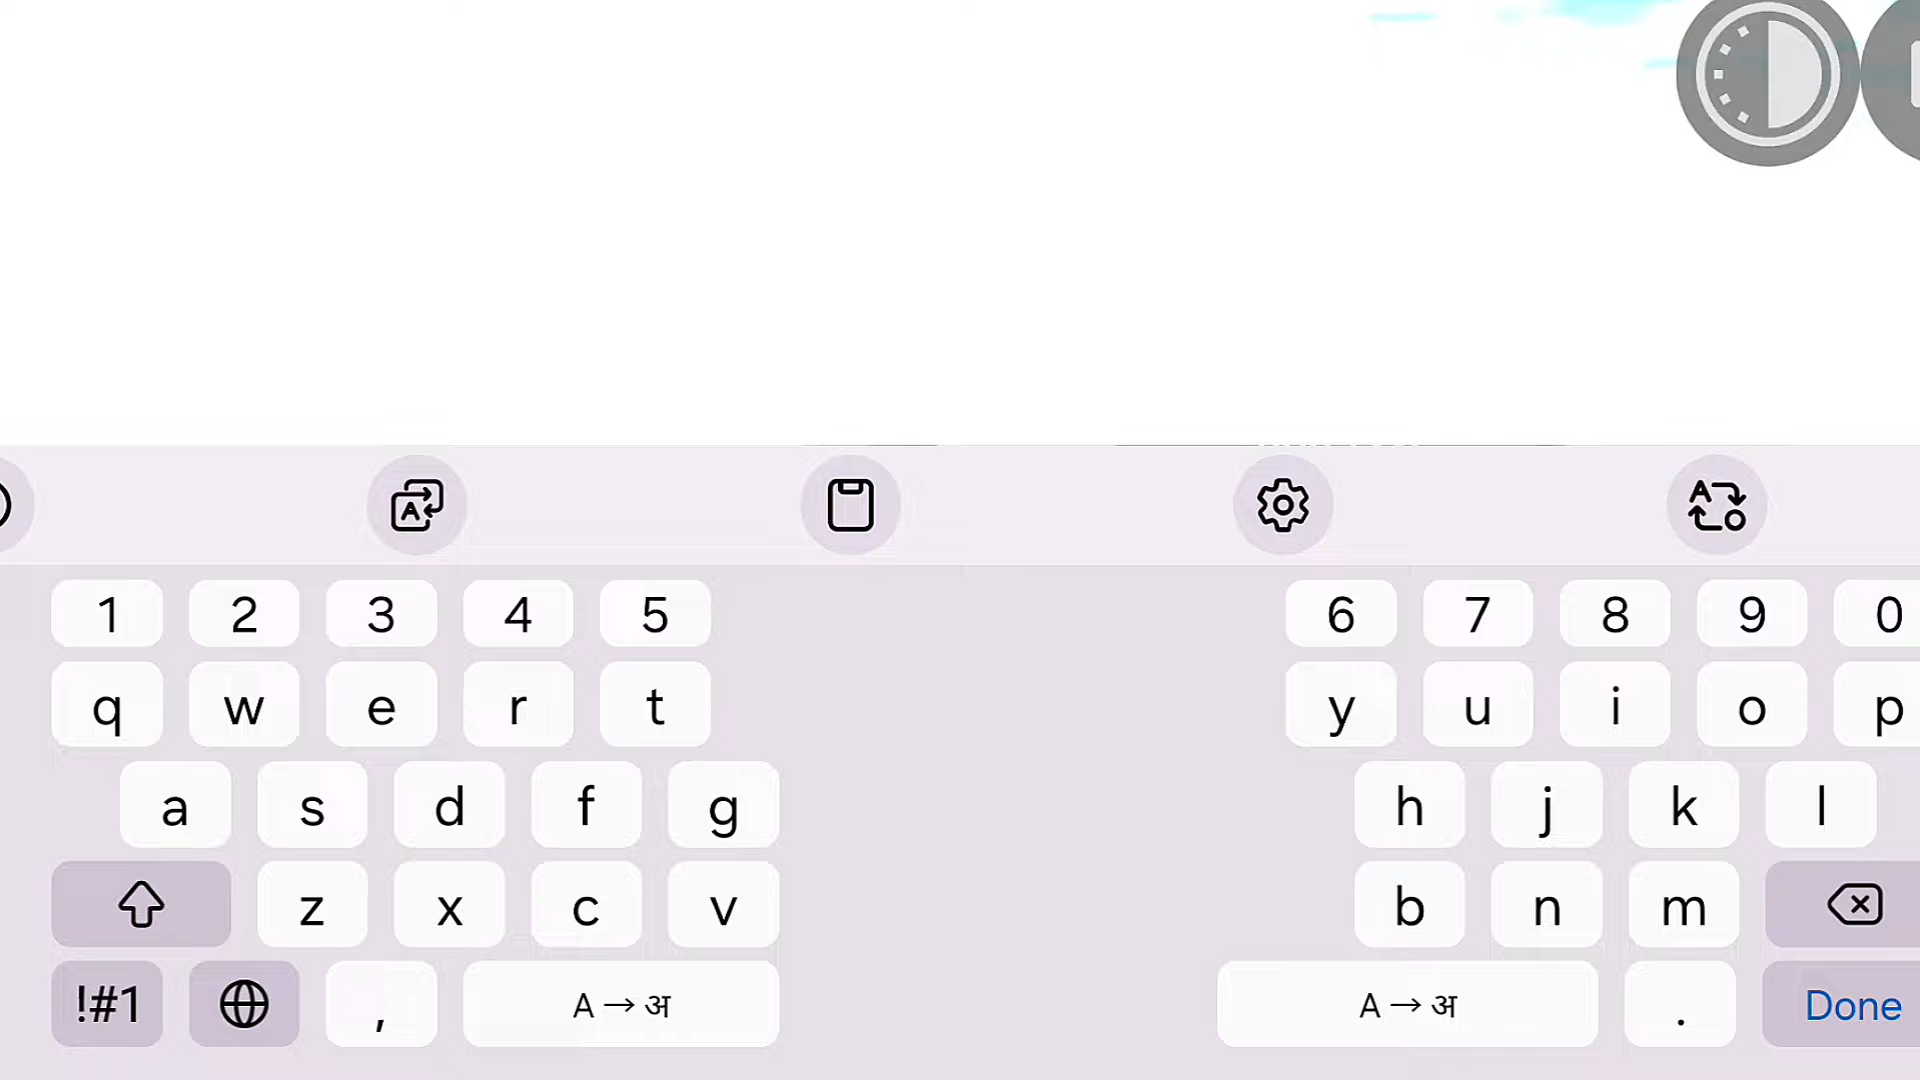 1 2 3 4 5 6 7 8 9 0
q w e r t y u i o p
a s d f g h j k l
z x c v b n m
!#1 , A → अ A → अ . Done